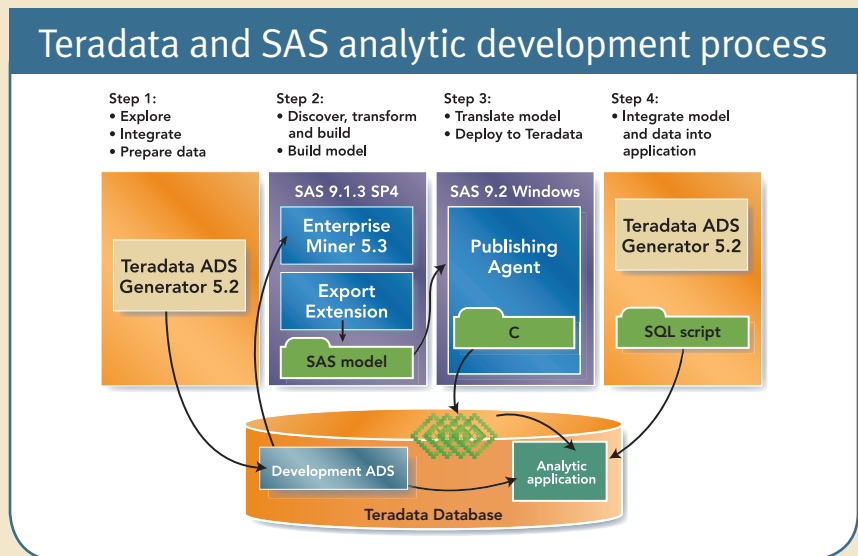 Teradata and SAS analytic development process
Step 1:
• Explore
• Integrate
• Prepare data
Step 2:
• Discover, transform
and build
• Build model
Step 3:
• Translate model
• Deploy to Teradata
Step 4:
• Integrate model
and data into
application
Teradata ADS
Generator 5.2
SAS 9.1.3 SP4
Enterprise
Miner 5.3
Export
Extension
SAS model
SAS 9.2 Windows
Publishing
Agent
C
Teradata ADS
Generator 5.2
SQL script
Development ADS
Analytic
application
Teradata Database